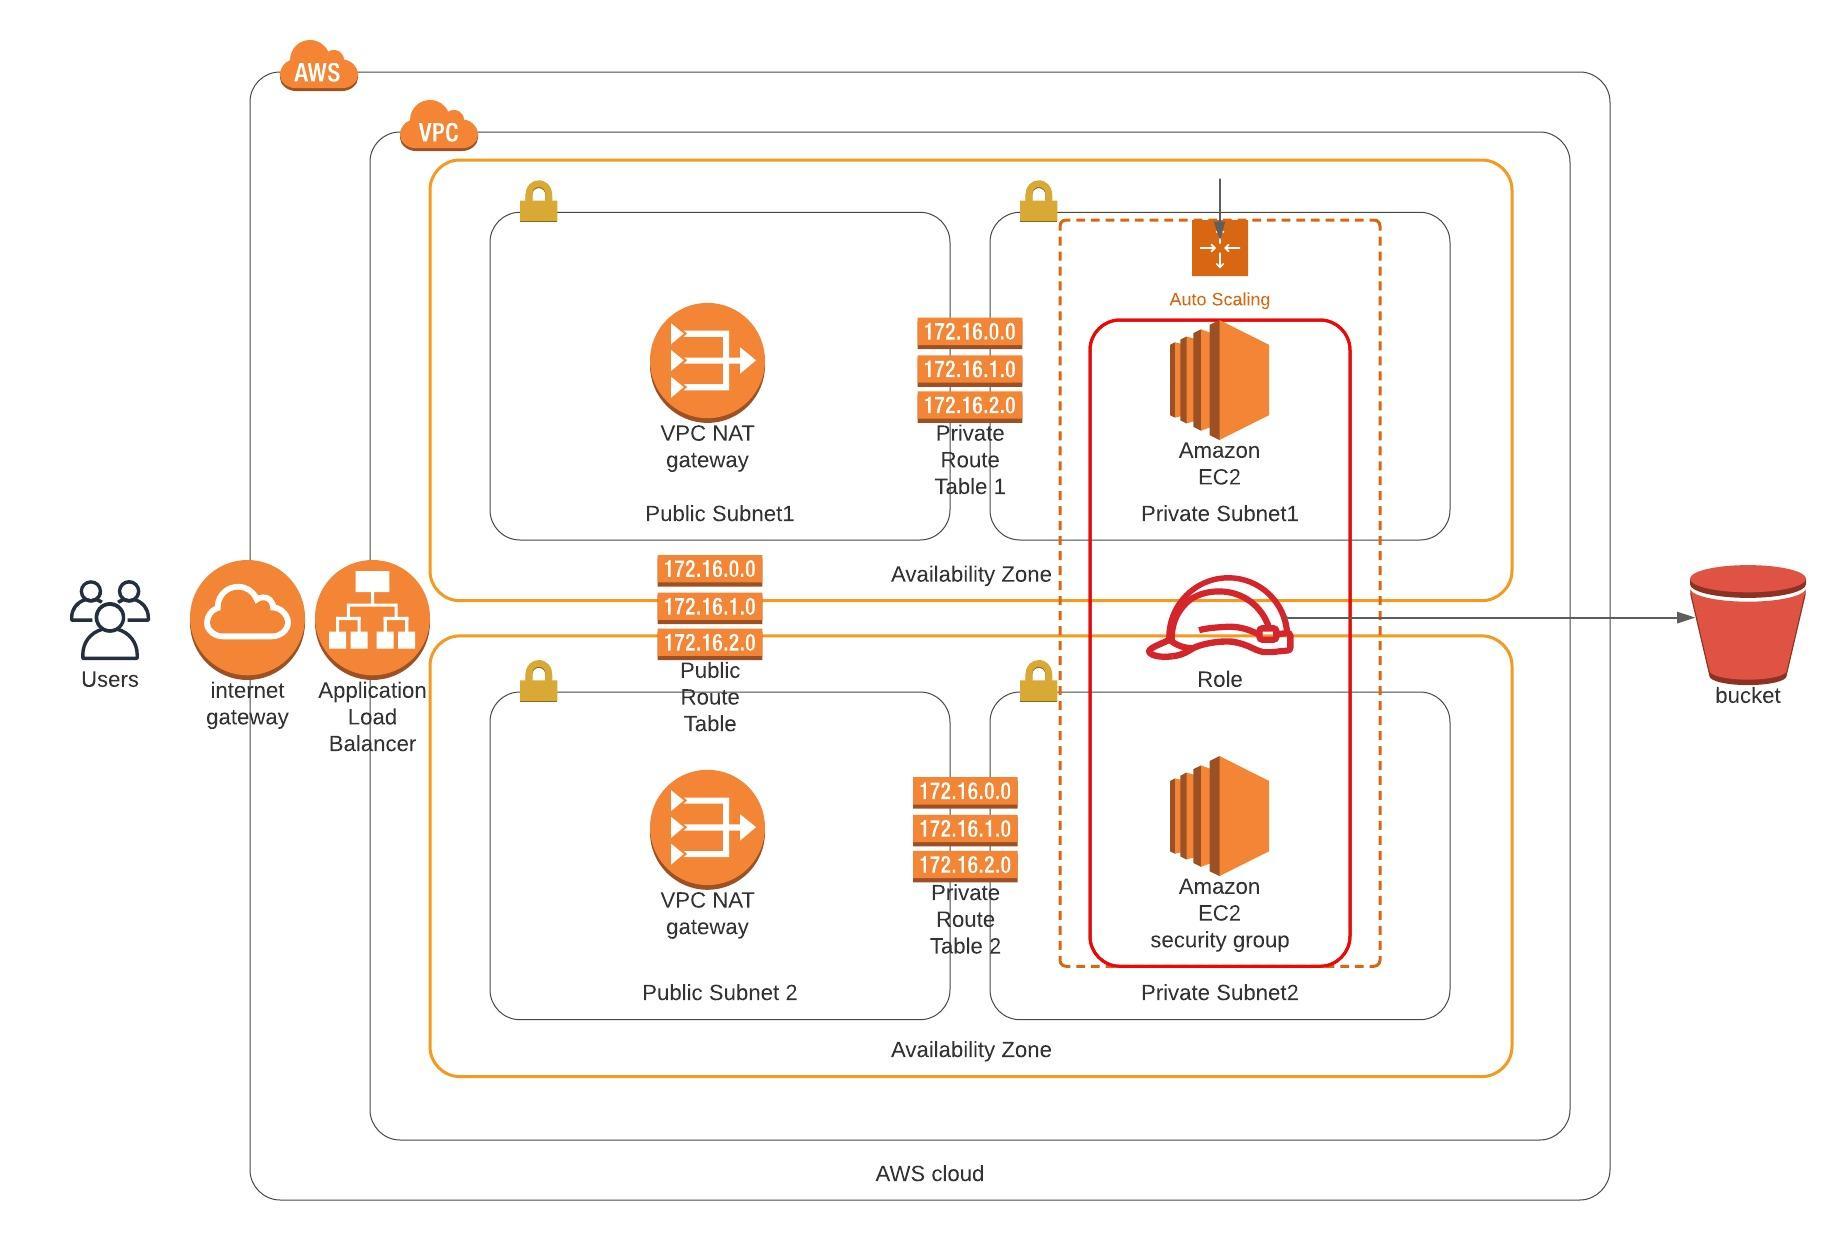 AWS
VPC
Auto Scaling
172.16.0.0
172.16.1.0
172.16.2.0
Private
Route
Table 1
VPC NAT
gateway
Amazon
EC2
Public Subnet1
Private Subnet1
Availability Zone
172.16.0.0
172.16.1.0
172.16.2.0
Public
Route
Table
Users
internet
gateway
Application
Load
Balancer
Role
bucket
172.16.0.0
172.16.1.0
172.16.2.0
Private
Route
Table 2
VPC NAT
gateway
Amazon
EC2
security group
Public Subnet 2
Private Subnet2
Availability Zone
AWS cloud